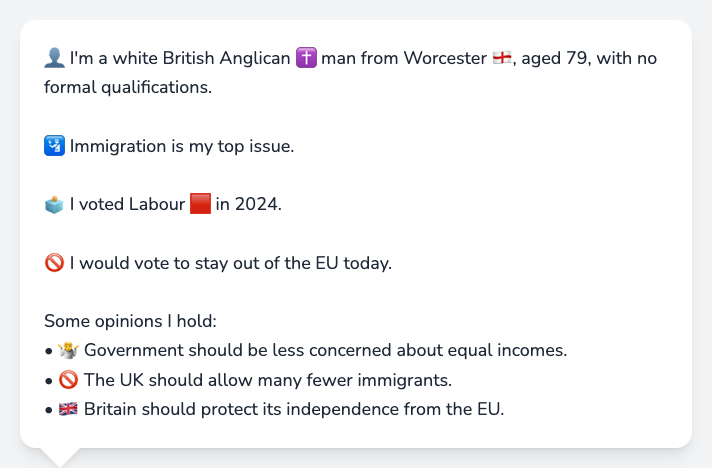 👤 I'm a white British Anglican ✝️ man from Worcester 🏴󠁧󠁢󠁥󠁮󠁧󠁿, aged 79, with no
formal qualifications.
🛂 Immigration is my top issue.
🗳️ I voted Labour 🟥 in 2024.
🚫 I would vote to stay out of the EU today.
Some opinions I hold:
• 🤷 Government should be less concerned about equal incomes.
• 🚫 The UK should allow many fewer immigrants.
• 🇬🇧 Britain should protect its independence from the EU.